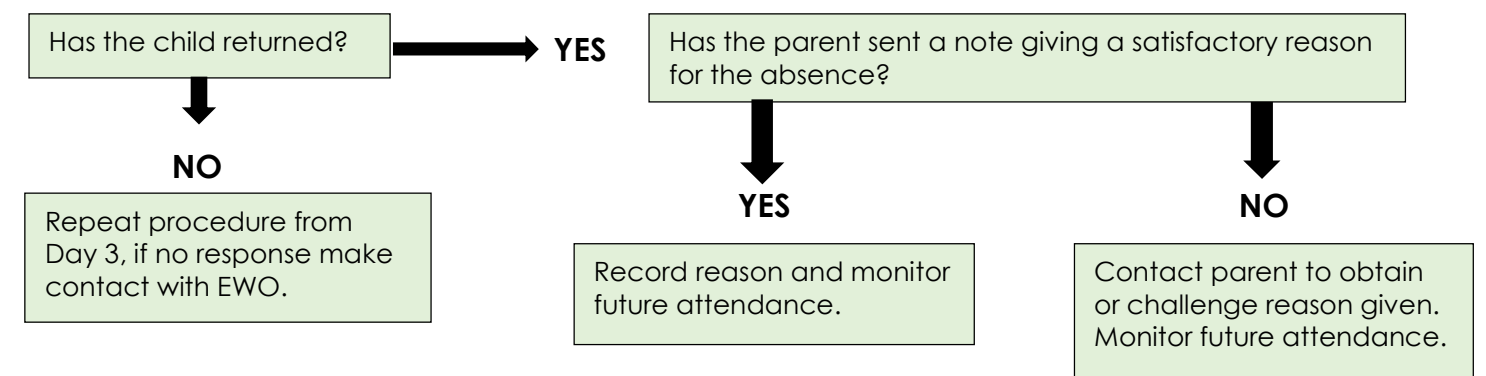 Has the child returned?
YES
Has the parent sent a note giving a satisfactory reason
for the absence?
NO
Repeat procedure from
Day 3, if no response make
contact with EWO.
YES
Record reason and monitor
future attendance.
NO
Contact parent to obtain
or challenge reason given.
Monitor future attendance.